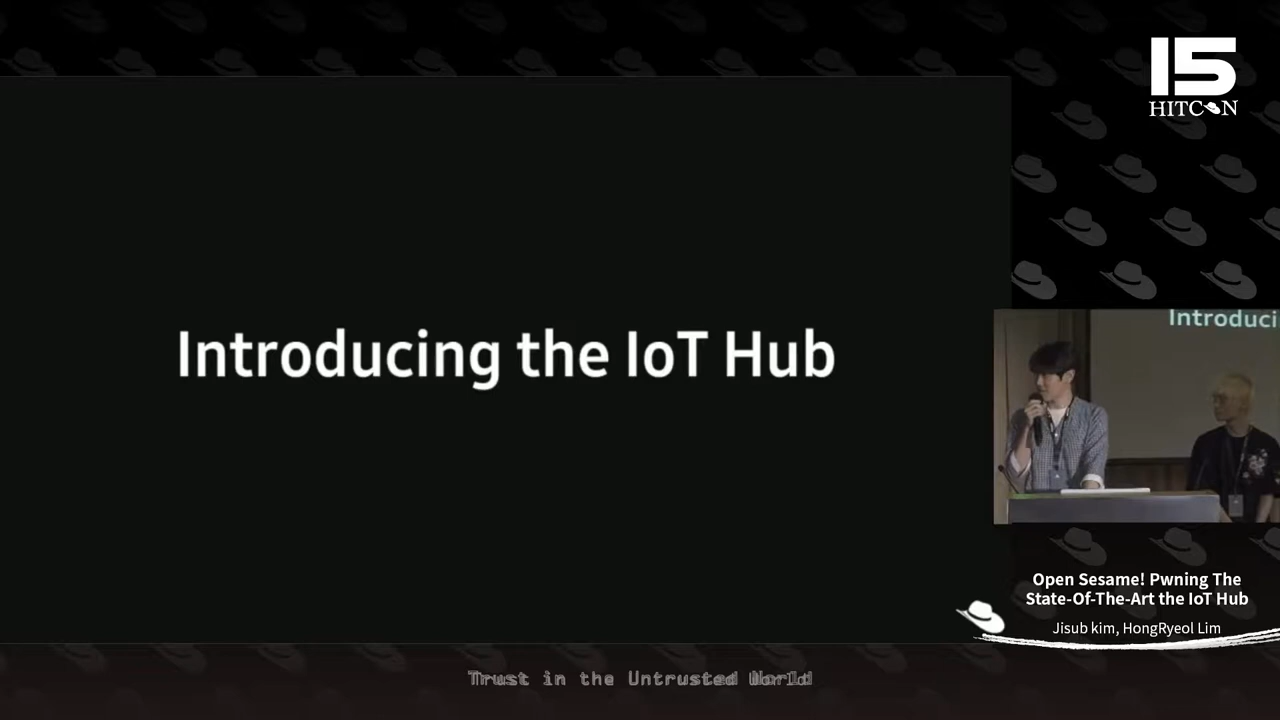 15
HITCON
Introducing the IoT Hub
Introduci
Open Sesame! Pwning The
State-Of-The-Art the IoT Hub
Jisub kim, HongRyeol Lim
Trust in the Untrusted World